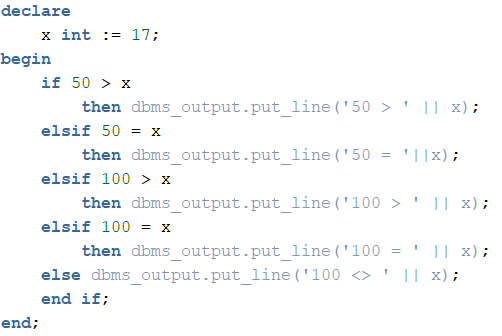 declare
    x int := 17;
begin
    if 50 > x
        then dbms_output.put_line('50 > ' || x);
    elsif 50 = x
        then dbms_output.put_line('50 = '||x);
    elsif 100 > x
        then dbms_output.put_line('100 > ' || x);
    elsif 100 = x
        then dbms_output.put_line('100 = ' || x);
    else dbms_output.put_line('100 <> ' || x);
    end if;
end;